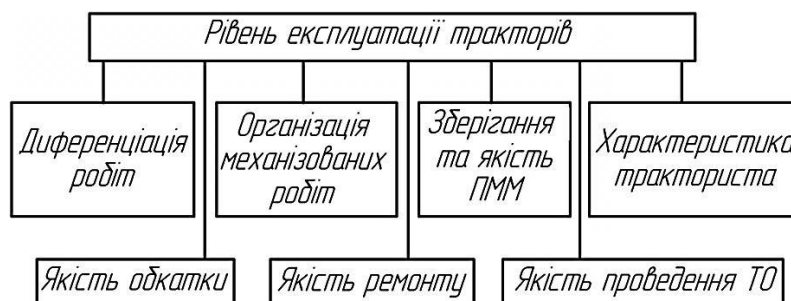 Рівень експлуатації тракторів
Диференціація
робіт
Організація
механізованих
робіт
Зберігання
та якість
ПММ
Характеристика
тракториста
Якість обкатки
Якість ремонту
Якість проведення ТО